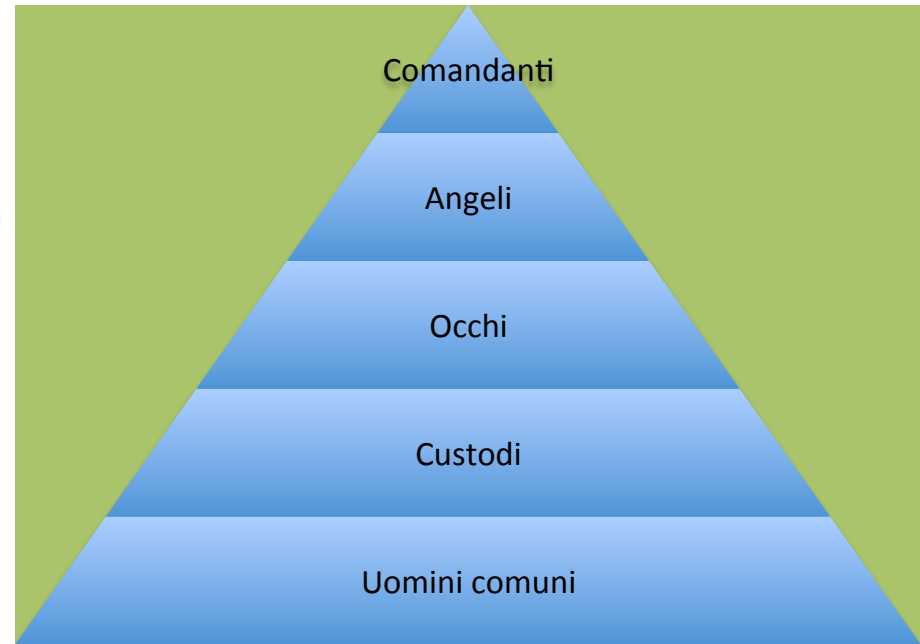 Comandanti
Angeli
Occhi
Custodi
Uomini comuni